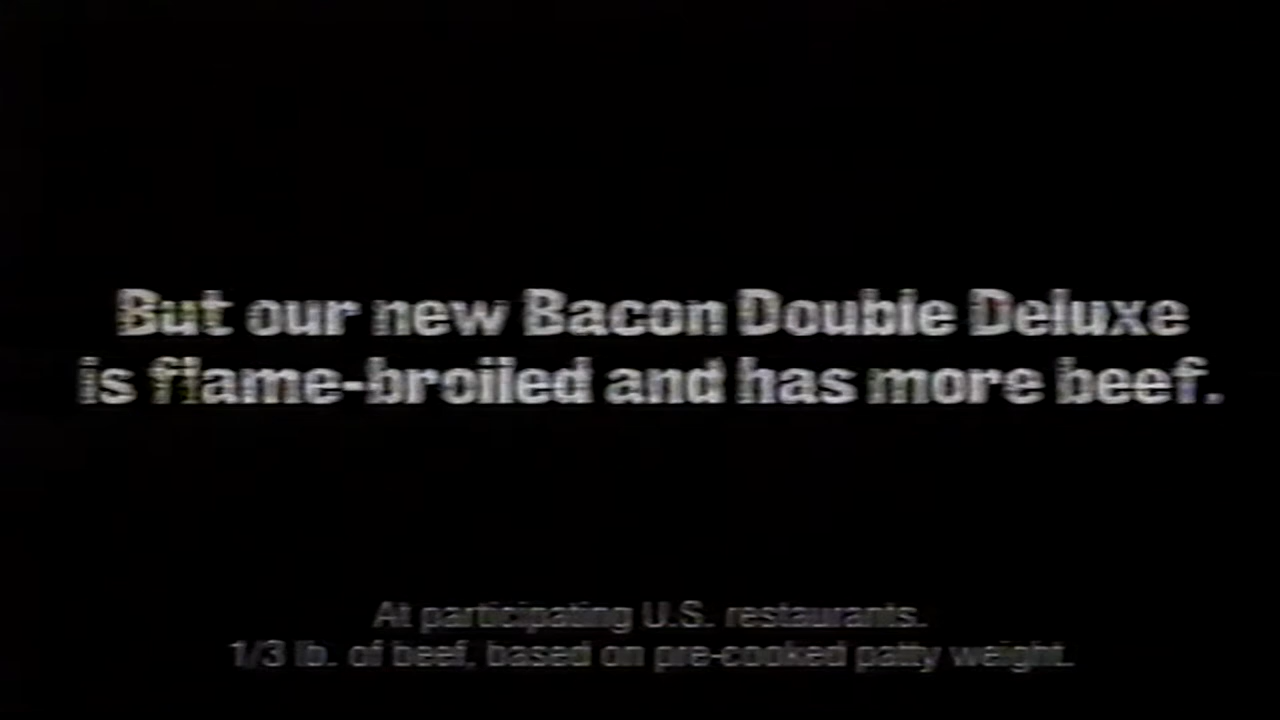 But our new Bacon Double Deluxe
is flame-broiled and has more beef.
At participating U.S. restaurants.
1/3 lb. of beef, based on pre-cooked patty weight.